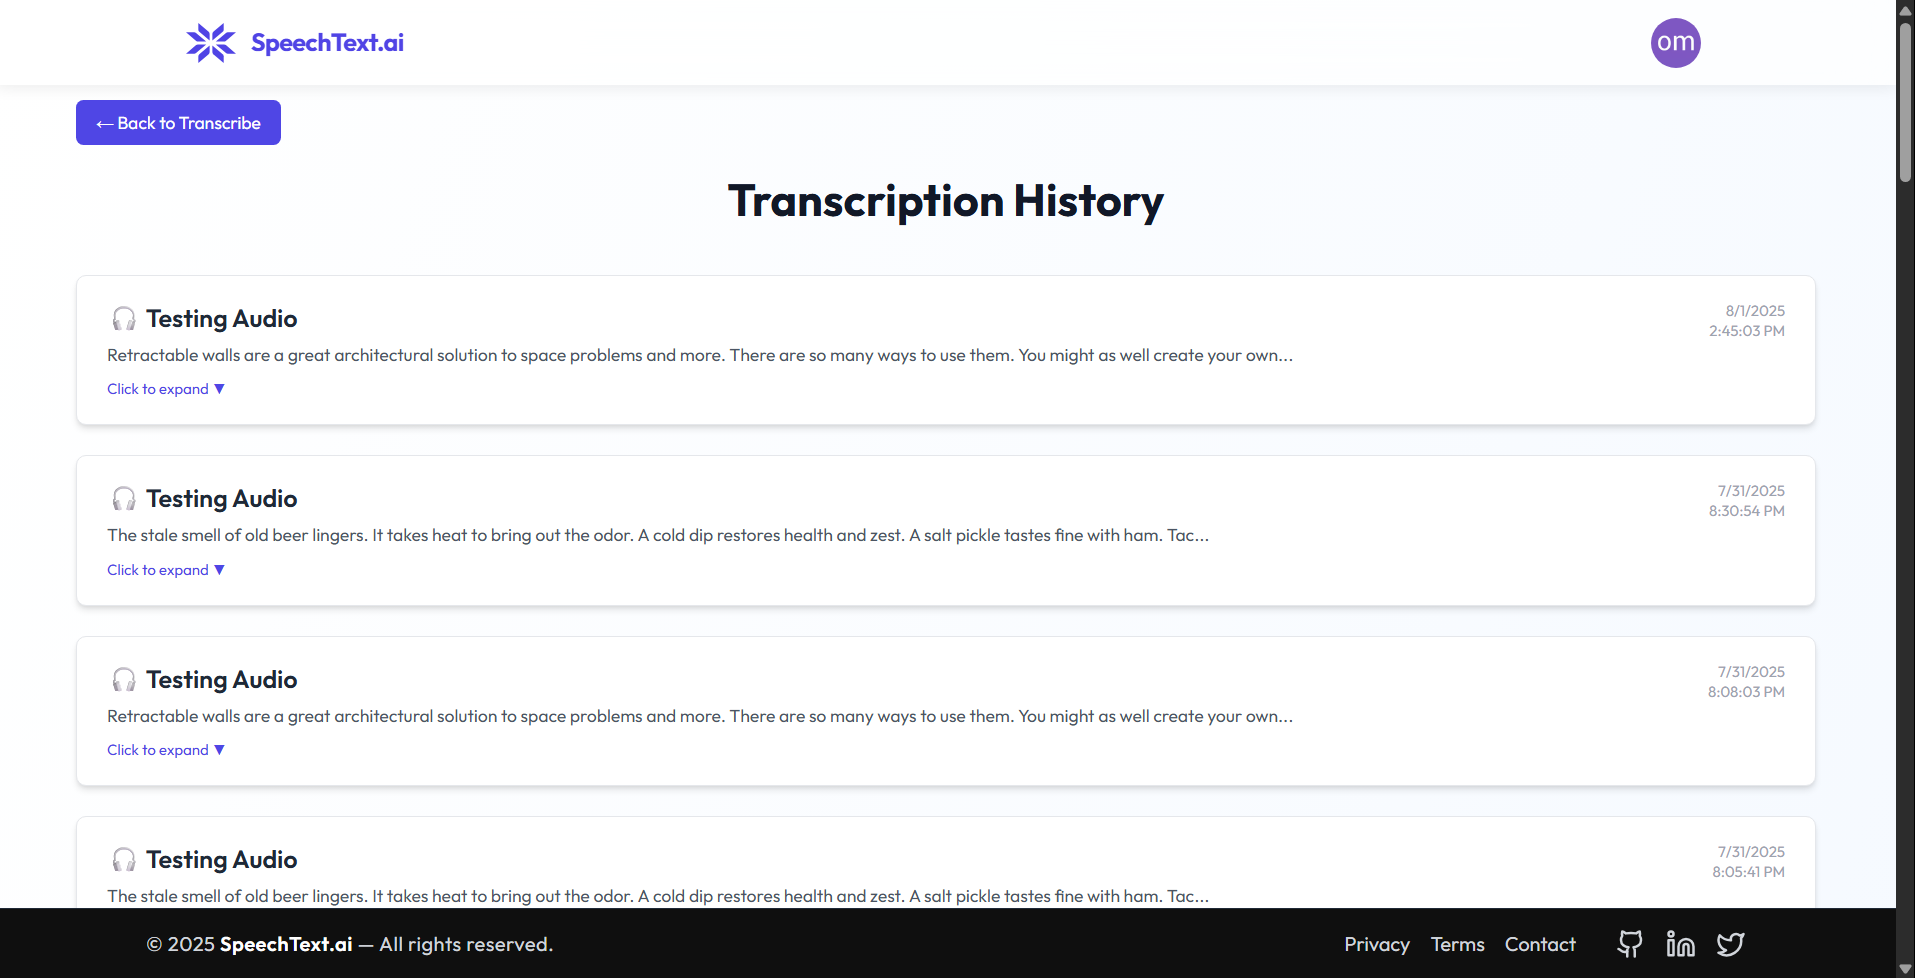 SpeechText.ai
om
← Back to Transcribe
Transcription History
Testing Audio
8/1/2025
2:45:03 PM
Retractable walls are a great architectural solution to space problems and more. There are so many ways to use them. You might as well create your own...
Click to expand ▼
Testing Audio
7/31/2025
8:30:54 PM
The stale smell of old beer lingers. It takes heat to bring out the odor. A cold dip restores health and zest. A salt pickle tastes fine with ham. Tac...
Click to expand ▼
Testing Audio
7/31/2025
8:08:03 PM
Retractable walls are a great architectural solution to space problems and more. There are so many ways to use them. You might as well create your own...
Click to expand ▼
Testing Audio
7/31/2025
8:05:41 PM
The stale smell of old beer lingers. It takes heat to bring out the odor. A cold dip restores health and zest. A salt pickle tastes fine with ham. Tac...
© 2025 SpeechText.ai — All rights reserved.
Privacy Terms Contact